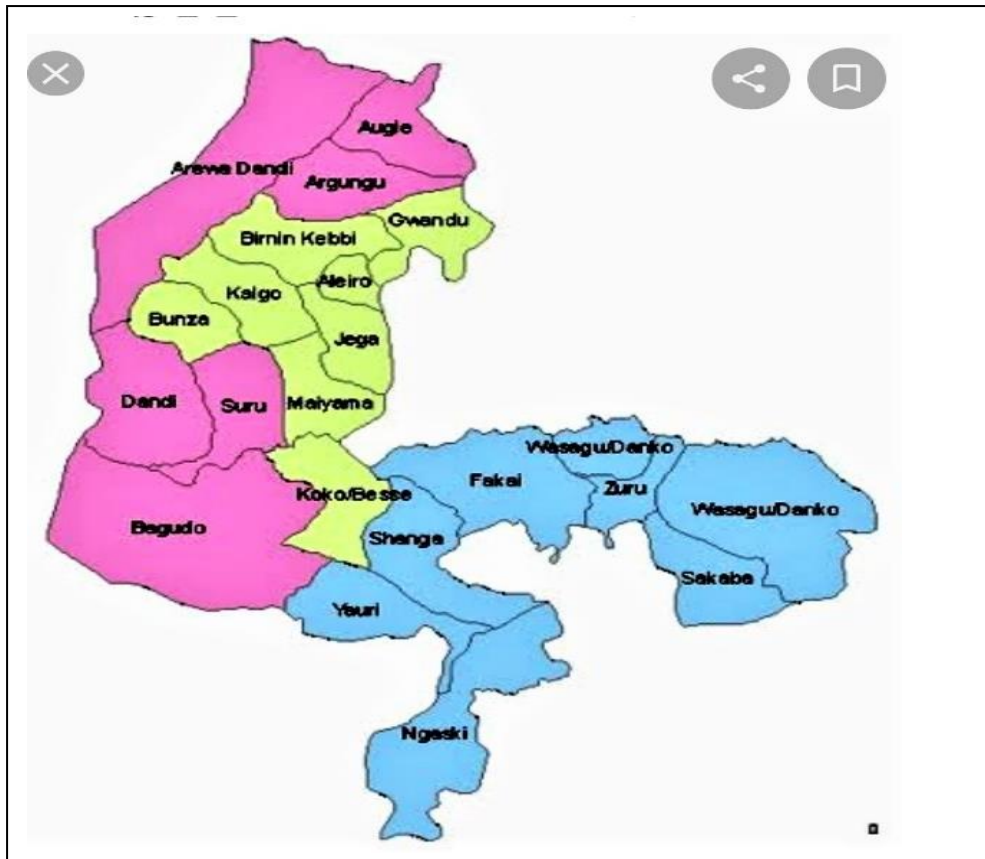 Augie
Arewa Dandi
Argungu
Gwandu
Birnin Kebbi
Aleiro
Kalgo
Bunza
Jega
Dandi
Suru
Maiyama
Wasagu/Danko
Fakai
Zuru
Koko/Besse
Wasagu/Danko
Bagudo
Shanga
Sakaba
Yauri
Ngaski